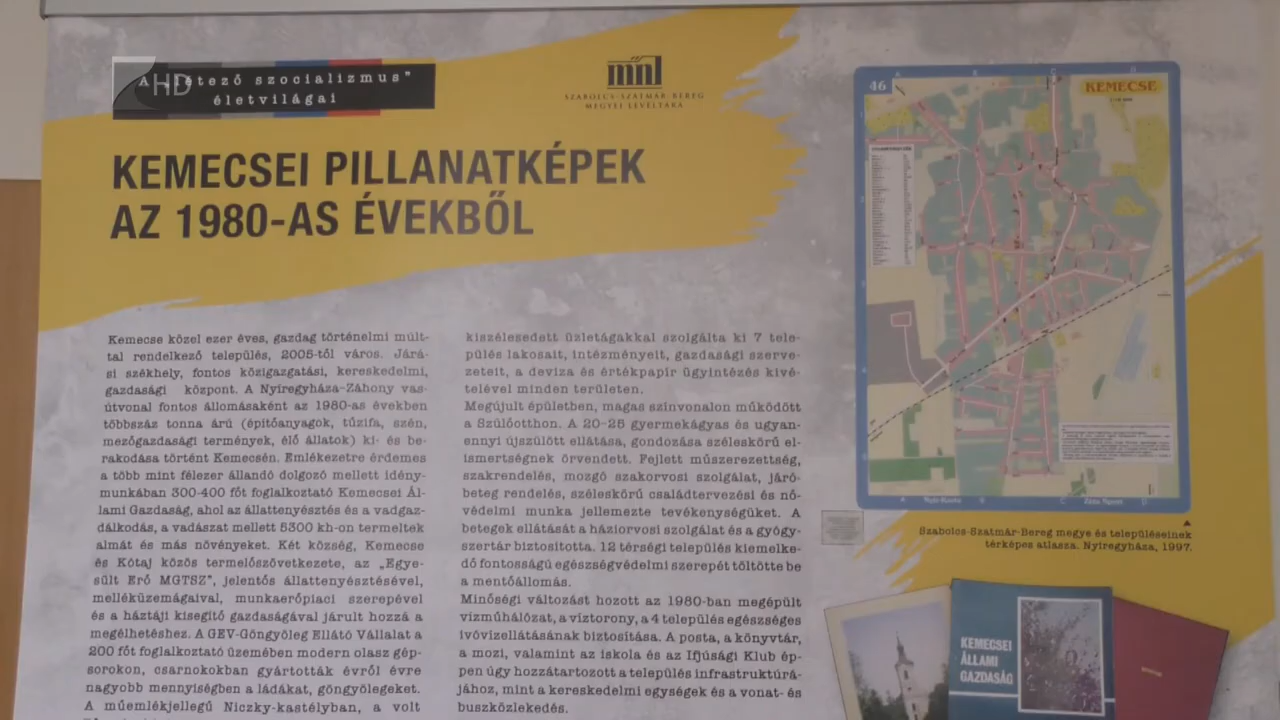 HD
A "létező szocializmus"
életvilágai
mnl
SZABOLCS-SZATMÁR-BEREG
MEGYEI LEVÉLTÁRA
KEMECSEI PILLANATKÉPEK
AZ 1980-AS ÉVEKBŐL
Kemecse közel ezer éves, gazdag történelmi múlt-
tal rendelkező település, 2005-től város. Járá-
si székhely, fontos közigazgatási, kereskedelmi,
gazdasági központ. A Nyíregyháza-Záhony vas-
útvonal fontos állomásaként az 1980-as években
többszáz tonna árú (építőanyagok, tűzifa, szén,
mezőgazdasági termények, élő állatok) ki- és be-
rakodása történt Kemecsén. Emlékezetre érdemes
a több mint félezer állandó dolgozó mellett idény-
munkában 300-400 főt foglalkoztató Kemecsei Ál-
lami Gazdaság, ahol az állattenyésztés és a vadgaz-
dálkodás, a vadászat mellett 5300 kh-on termeltek
almát és más növényeket. Két község, Kemecse
és Kótaj közös termelőszövetkezete, az „Egye-
sült Erő MGTSZ”, jelentős állattenyésztésével,
melléküzemágaival, munkaerőpiaci szerepével
és a háztáji kisegítő gazdaságával járult hozzá a
megélhetéshez. A GEV-Göngyöleg Ellátó Vállalat a
200 főt foglalkoztató üzemében modern olasz gép-
sorokon, csarnokokban gyártották évről évre
nagyobb mennyiségben a ládákat, göngyölegeket.
A műemlékjellegű Niczky-kastélyban, a volt
kiszélezedett üzletágakkal szolgálta ki 7 tele-
pülés lakosait, intézményeit, gazdasági szerve-
zeteit, a deviza és értékpapír ügyintézés kivé-
telével minden területen.
Megújult épületben, magas színvonalon működött
a Szülőotthon. A 20-25 gyermekágyas és ugyan-
ennyi újszülött ellátása, gondozása széleskörű el-
ismertségnek örvendett. Fejlett műszerezettség,
szakrendelés, mozgó szakorvosi szolgálat, járó-
beteg rendelés, széleskörű családtervezési és nő-
védelmi munka jellemezte tevékenységüket. A
betegek ellátását a háziorvosi szolgálat és a gyógy-
szertár biztosította. 12 térségi település kiemelke-
dő fontosságú egészségvédelmi szerepét töltötte be
a mentőállomás.
Minőségi változást hozott az 1980-ban megépült
vízműhálózat, a víztorony, a 4 település egészséges
ivóvízellátásának biztosítása. A posta, a könyvtár,
a mozi, valamint az iskola és az Ifjúsági Klub ép-
pen úgy hozzátartozott a település infrastruktúrá-
jához, mint a kereskedelmi egységek és a vonat- és
buszközlekedés.
46
KEMECSE
Szabolcs-Szatmár-Bereg megye és településeinek
térképes atlasza. Nyíregyháza, 1997.
KEMECSEI
ÁLLAMI
GAZDASÁG